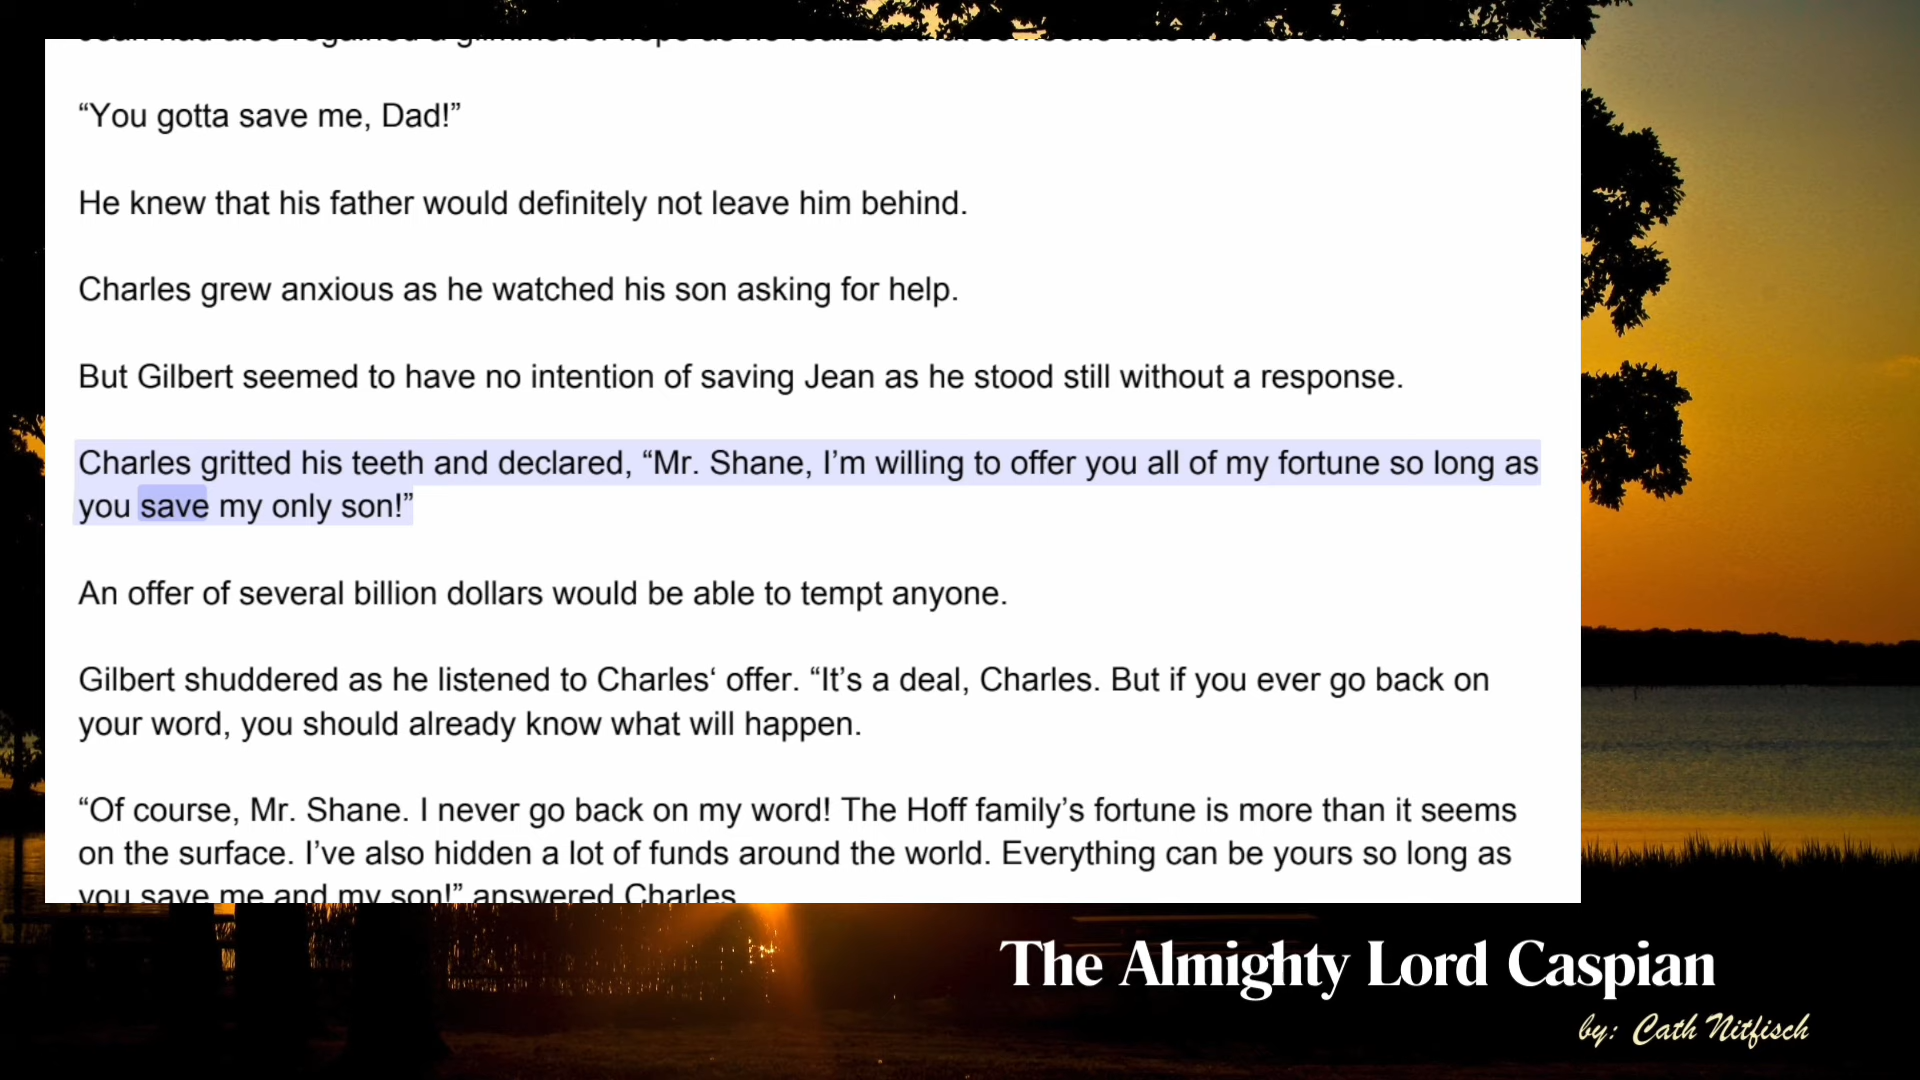 “You gotta save me, Dad!”
He knew that his father would definitely not leave him behind.
Charles grew anxious as he watched his son asking for help.
But Gilbert seemed to have no intention of saving Jean as he stood still without a response.
Charles gritted his teeth and declared, “Mr. Shane, I’m willing to offer you all of my fortune so long as
you save my only son!”
An offer of several billion dollars would be able to tempt anyone.
Gilbert shuddered as he listened to Charles‘ offer. “It’s a deal, Charles. But if you ever go back on
your word, you should already know what will happen.
“Of course, Mr. Shane. I never go back on my word! The Hoff family’s fortune is more than it seems
on the surface. I’ve also hidden a lot of funds around the world. Everything can be yours so long as
you save me and my son!” answered Charles
The Almighty Lord Caspian
by: Cath Nitfisch